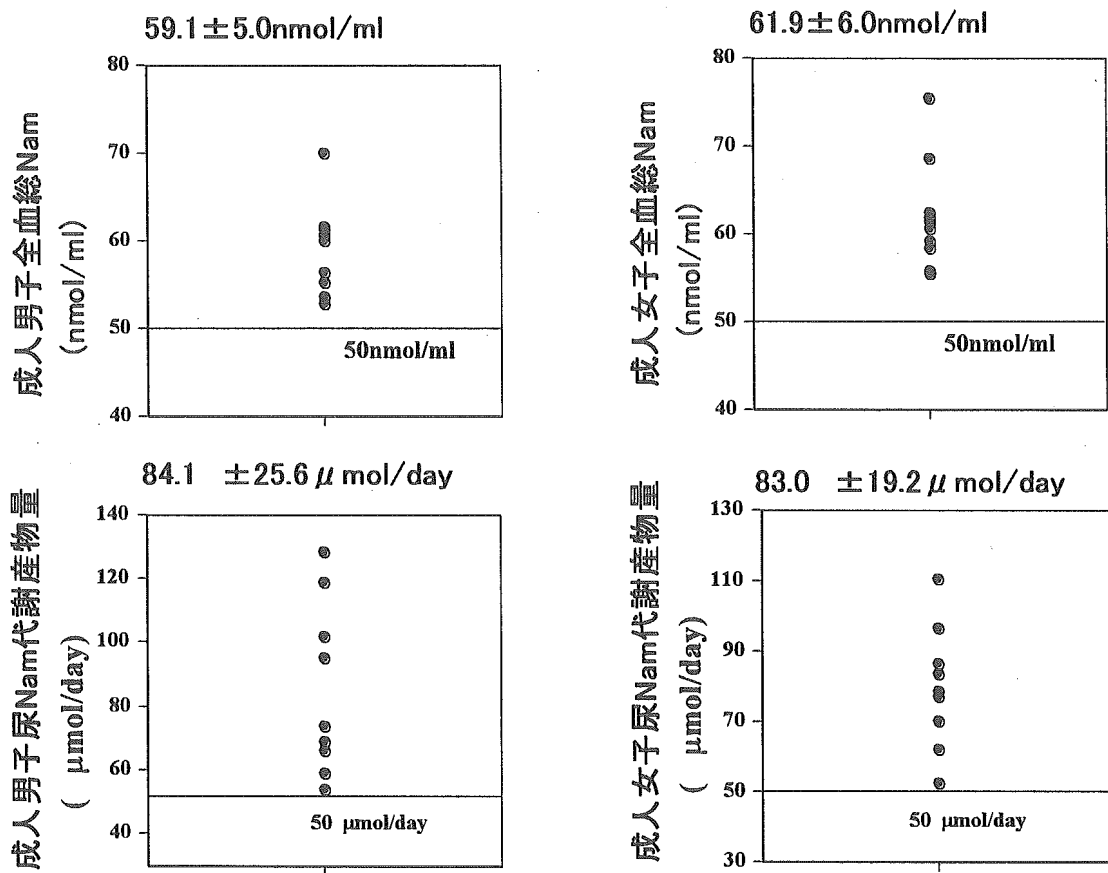 59.1±5.0nmol/ml
成人男子全血総Nam
(nmol/ml)
80
70
60
50
40
50nmol/ml
61.9±6.0nmol/ml
成人女子全血総Nam
(nmol/ml)
80
70
60
50
40
50nmol/ml
84.1 ±25.6 μ mol/day
成人男子尿Nam代謝産物量
( μmol/day)
140
120
100
80
60
40
50 μmol/day
83.0 ±19.2 μ mol/day
成人女子尿Nam代謝産物量
( μmol/day)
130
110
90
70
50
30
50 μmol/day